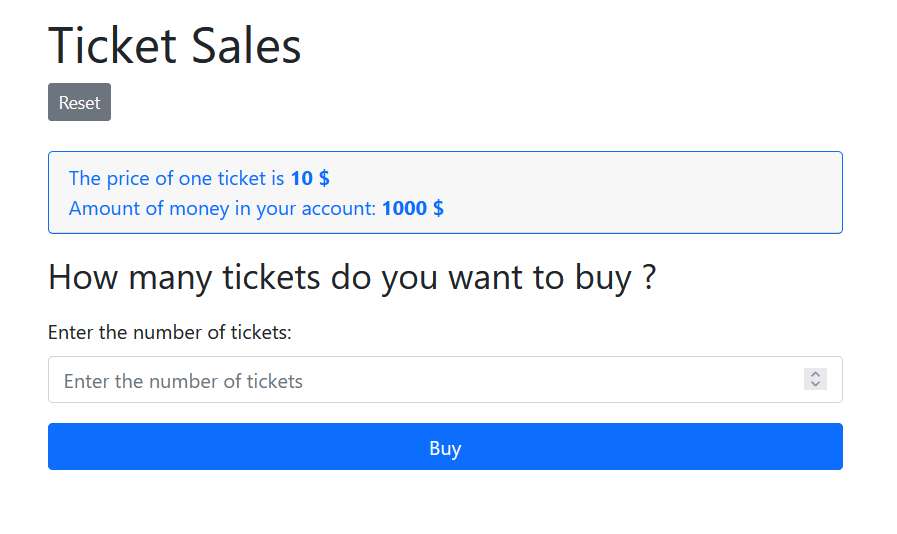 Ticket Sales
Reset
The price of one ticket is 10 $
Amount of money in your account: 1000 $
How many tickets do you want to buy ?
Enter the number of tickets:
Enter the number of tickets
Buy